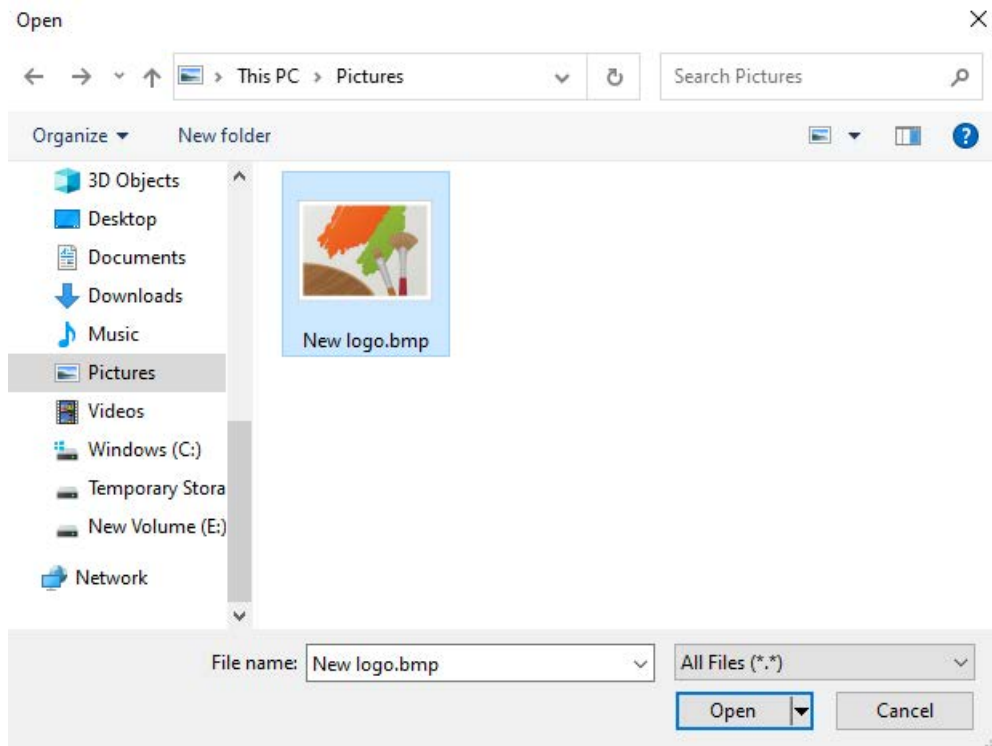 Open
This PC > Pictures
Search Pictures
Organize
New folder
3D Objects
Desktop
Documents
Downloads
Music
Pictures
Videos
Windows (C:)
Temporary Stora
New Volume (E:)
Network
New logo.bmp
File name: New logo.bmp
All Files (*.*)
Open
Cancel